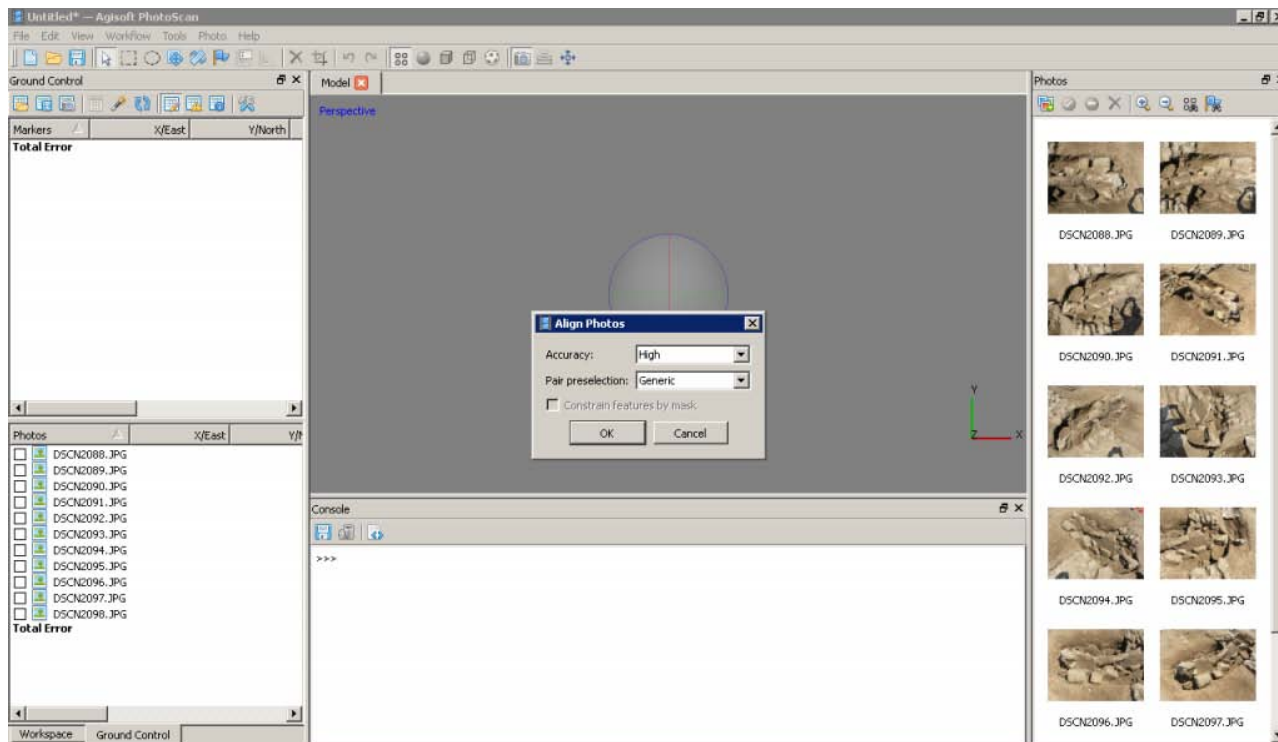 Untitled* — Agisoft PhotoScan
File Edit View Workflow Tools Photo Help
Ground Control
Markers X/East Y/North
Total Error
Photos X/East Y/N
DSCN2088.JPG
DSCN2089.JPG
DSCN2090.JPG
DSCN2091.JPG
DSCN2092.JPG
DSCN2093.JPG
DSCN2094.JPG
DSCN2095.JPG
DSCN2096.JPG
DSCN2097.JPG
DSCN2098.JPG
Total Error
Workspace Ground Control
Model
Perspective
Align Photos
Accuracy: High
Pair preselection: Generic
Constrain features by mask
OK Cancel
Y
Z X
Console
>>>
Photos
DSCN2088.JPG DSCN2089.JPG
DSCN2090.JPG DSCN2091.JPG
DSCN2092.JPG DSCN2093.JPG
DSCN2094.JPG DSCN2095.JPG
DSCN2096.JPG DSCN2097.JPG